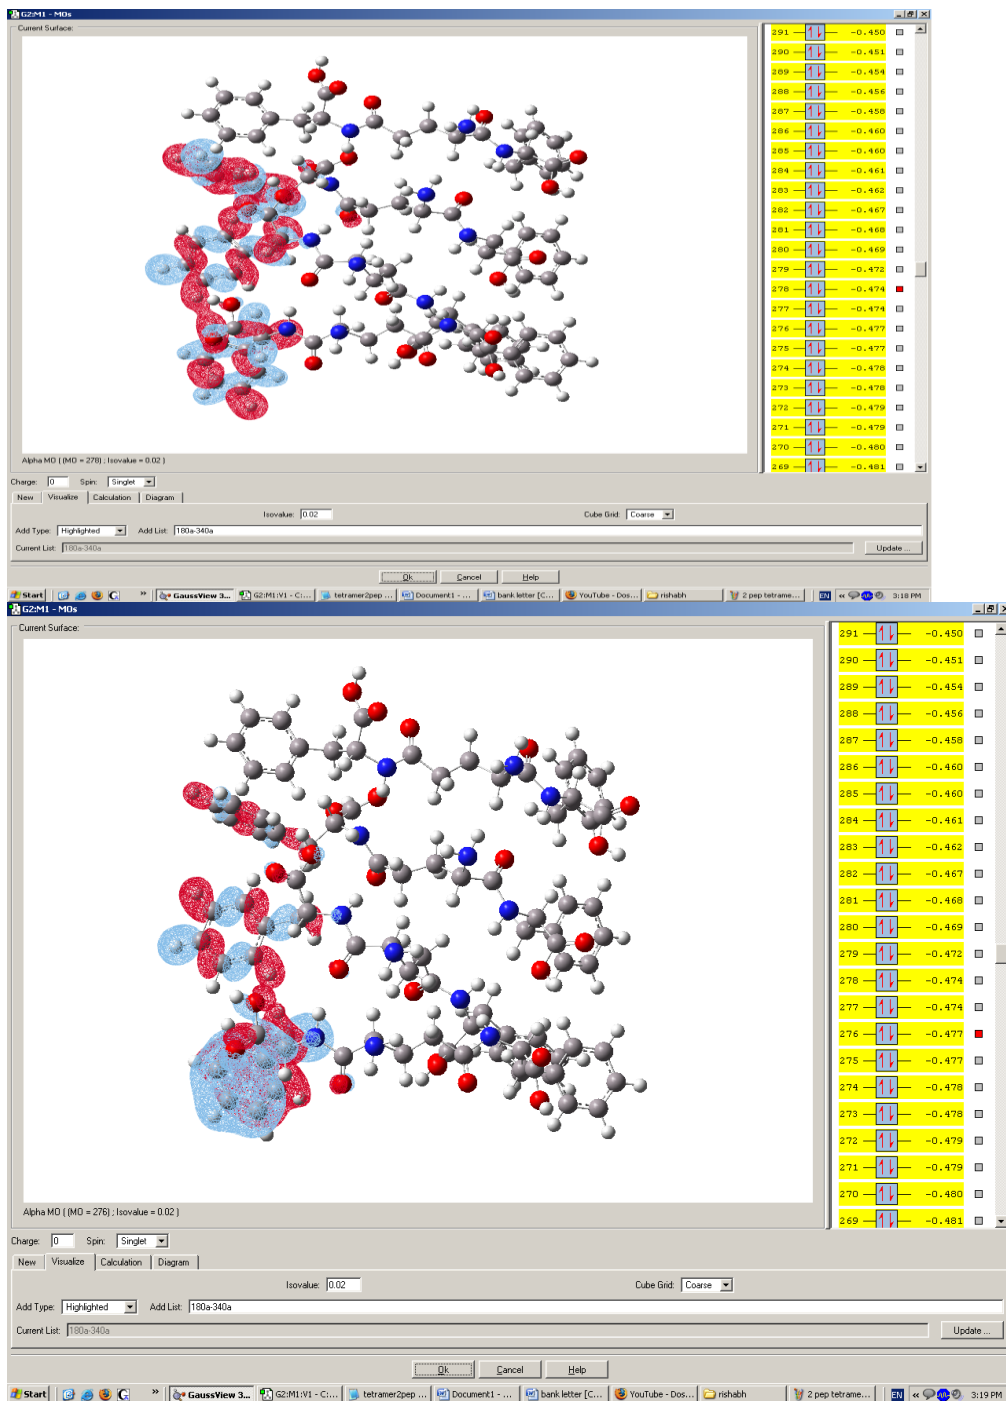 G2:M1 - MOs
Current Surface:
291 -0.450
290 -0.451
289 -0.454
288 -0.456
287 -0.458
286 -0.460
285 -0.460
284 -0.461
283 -0.462
282 -0.467
281 -0.468
280 -0.469
279 -0.472
278 -0.474
277 -0.474
276 -0.477
275 -0.477
274 -0.478
273 -0.478
272 -0.479
271 -0.479
270 -0.480
269 -0.481
Alpha MO ( (MO = 278) ; Isovalue = 0.02 )
Charge: 0 Spin: Singlet
New Visualize Calculation Diagram
Isovalue: 0.02 Cube Grid: Coarse
Add Type: Highlighted Add List: 180a-340a
Current List: 180a-340a Update ...
Ok Cancel Help
Start » GaussView 3... G2:M1:V1 - C:... tetramer2pep ... Document1 - ... bank letter [C... YouTube - Dos... rishabh 2 pep tetrame... EN « 3:18 PM
G2:M1 - MOs
Current Surface:
291 -0.450
290 -0.451
289 -0.454
288 -0.456
287 -0.458
286 -0.460
285 -0.460
284 -0.461
283 -0.462
282 -0.467
281 -0.468
280 -0.469
279 -0.472
278 -0.474
277 -0.474
276 -0.477
275 -0.477
274 -0.478
273 -0.478
272 -0.479
271 -0.479
270 -0.480
269 -0.481
Alpha MO ( (MO = 276) ; Isovalue = 0.02 )
Charge: 0 Spin: Singlet
New Visualize Calculation Diagram
Isovalue: 0.02 Cube Grid: Coarse
Add Type: Highlighted Add List: 180a-340a
Current List: 180a-340a Update ...
Ok Cancel Help
Start » GaussView 3... G2:M1:V1 - C:... tetramer2pep ... Document1 - ... bank letter [C... YouTube - Dos... rishabh 2 pep tetrame... EN « 3:19 PM